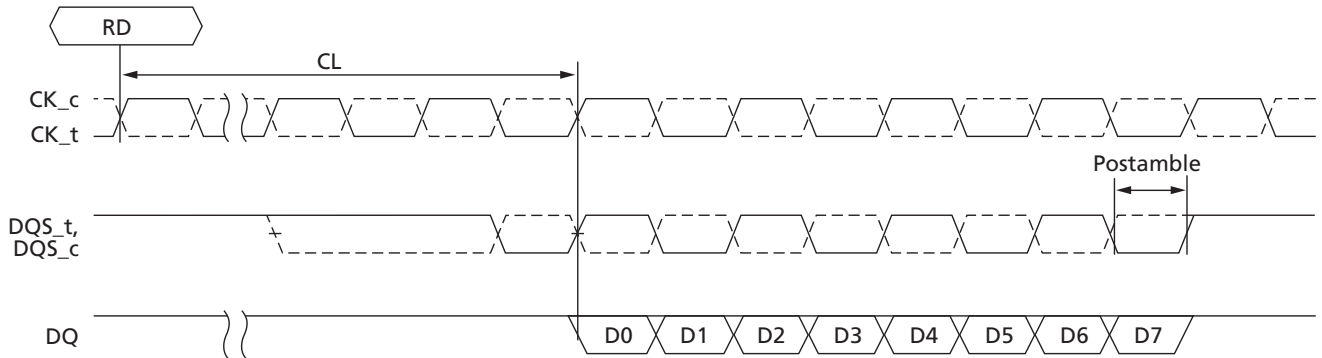 RD
CL
CK_c
CK_t
Postamble
DQS_t,
DQS_c
DQ D0 D1 D2 D3 D4 D5 D6 D7